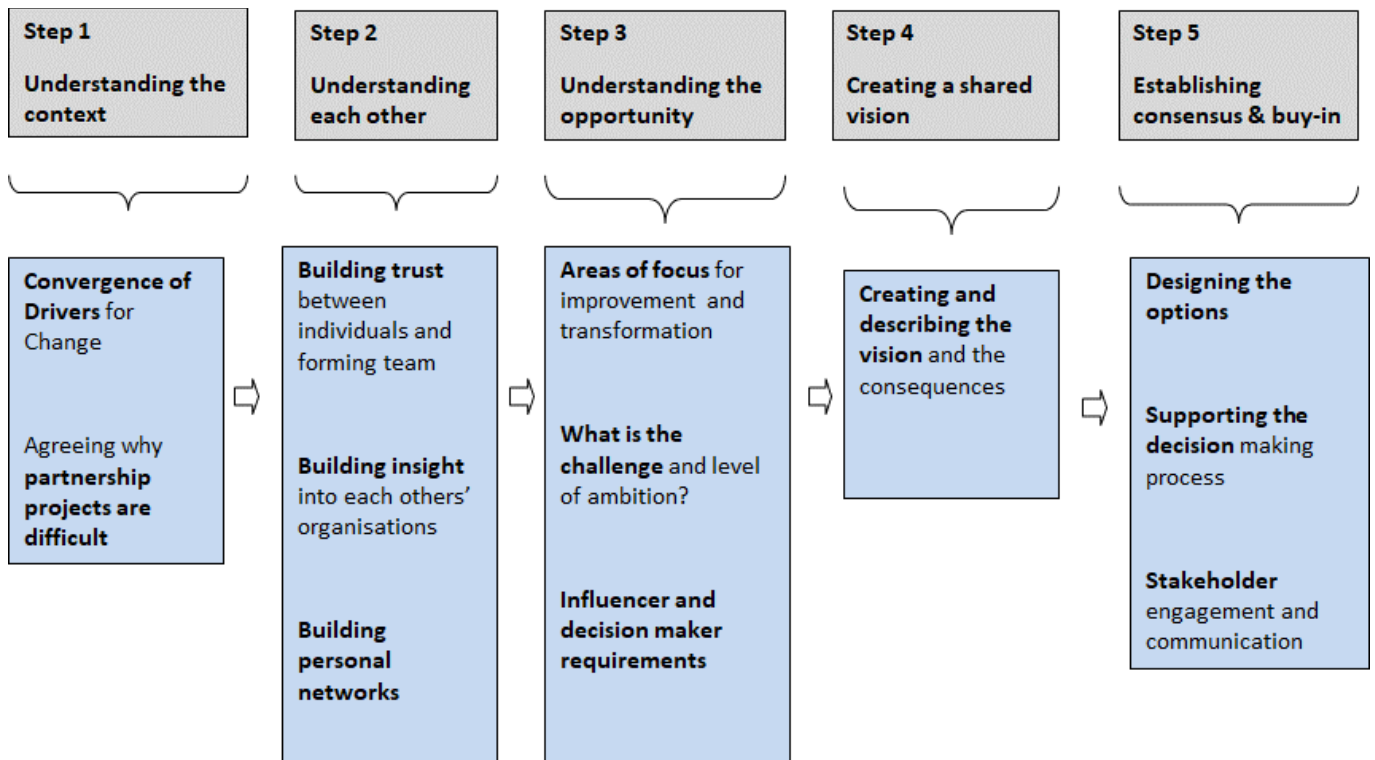 Step 1
Understanding the
context
Step 2
Understanding
each other
Step 3
Understanding the
opportunity
Step 4
Creating a shared
vision
Step 5
Establishing
consensus & buy-in
Convergence of
Drivers for
Change
Agreeing why
partnership
projects are
difficult
Building trust
between
individuals and
forming team
Building insight
into each others’
organisations
Building
personal
networks
Areas of focus for
improvement and
transformation
What is the
challenge and level
of ambition?
Influencer and
decision maker
requirements
Creating and
describing the
vision and the
consequences
Designing the
options
Supporting the
decision making
process
Stakeholder
engagement and
communication